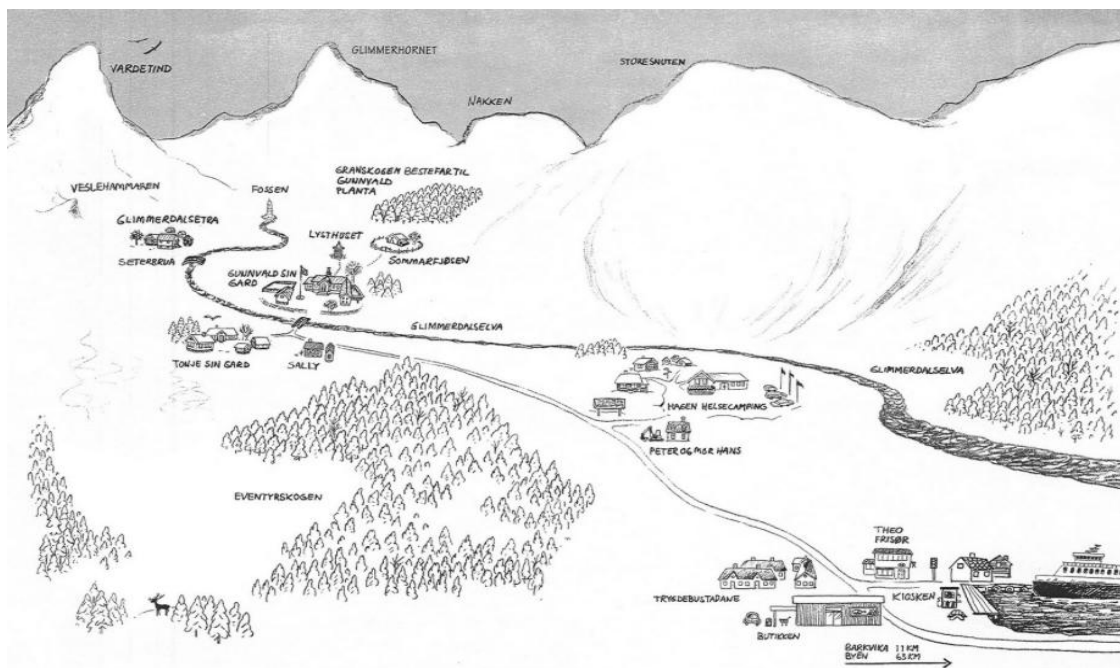 GLIMMERHORNET
VARDETIND
STORESNUTEN
NAKKEN
GRANSKOGEN BESTEFAR TIL
GUNNVALD
PLANTA
VESLEHAMMAREN
FOSSEN
GLIMMERDALSETRA
LYSTHUSET
SETERBRUA
SOMMARFJØSEN
GUNNVALD SIN
GARD
GLIMMERDALSELVA
TONJE SIN GARD
SALLY
GLIMMERDALSELVA
HAGEN HELSECAMPING
PETER OG MOR HANS
EVENTYRSKOGEN
THEO
FRISØR
TRYGDEBUSTADANE
KIOSKEN
BUTIKKEN
BARKVIKA 11 KM
BYEN 63 KM